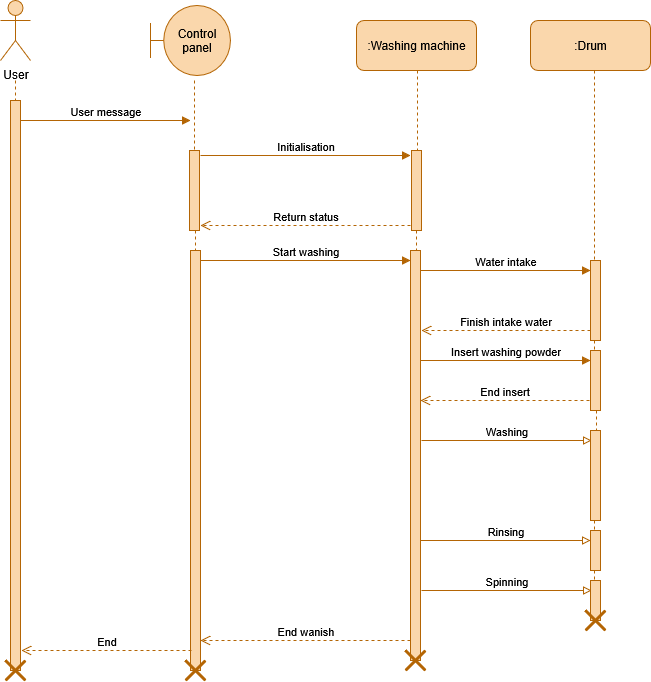 User
Control
panel
:Washing machine
:Drum
User message
Initialisation
Return status
Start washing
Water intake
Finish intake water
Insert washing powder
End insert
Washing
Rinsing
Spinning
End wanish
End